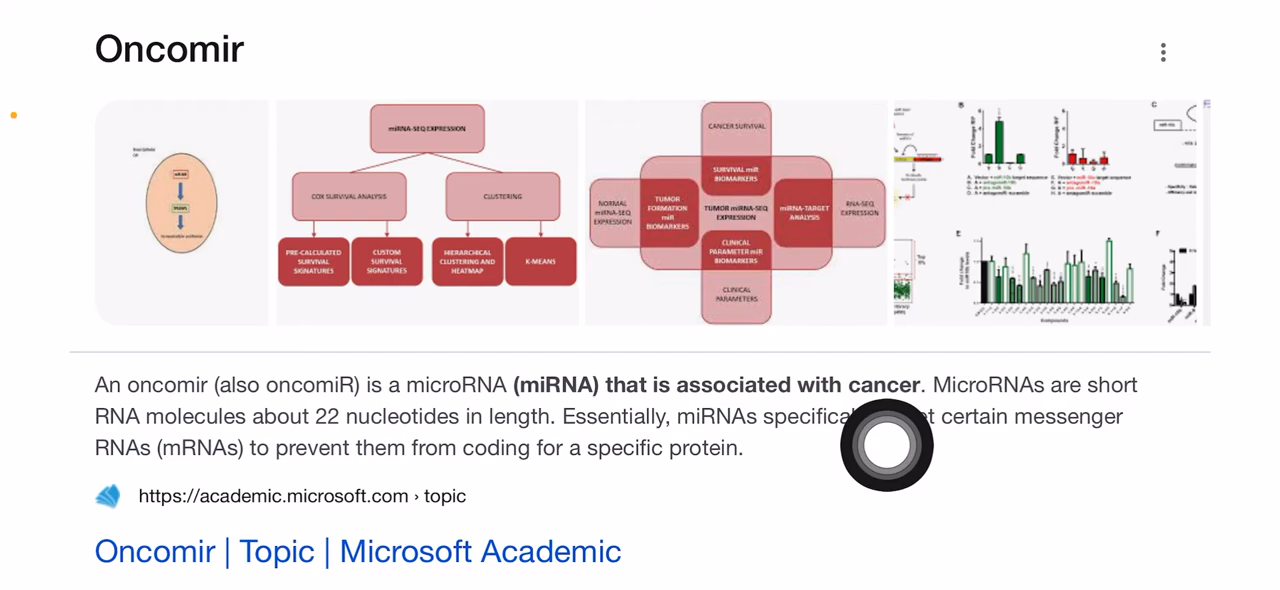 Oncomir
miRNA-SEQ EXPRESSION
COX SURVIVAL ANALYSIS
CLUSTERING
PRE-CALCULATED
SURVIVAL
SIGNATURES
CUSTOM
SURVIVAL
SIGNATURES
HIERARCHICAL
CLUSTERING AND
HEATMAP
K-MEANS
CANCER SURVIVAL
SURVIVAL miR
BIOMARKERS
NORMAL
miRNA-SEQ
EXPRESSION
TUMOR
FORMATION
miR
BIOMARKERS
TUMOR miRNA-SEQ
EXPRESSION
miRNA-TARGET
ANALYSIS
RNA-SEQ
EXPRESSION
CLINICAL
PARAMETER miR
BIOMARKERS
CLINICAL
PARAMETERS
B
C
E
F
An oncomir (also oncomiR) is a microRNA (miRNA) that is associated with cancer. MicroRNAs are short
RNA molecules about 22 nucleotides in length. Essentially, miRNAs certain messenger
RNAs (mRNAs) to prevent them from coding for a specific protein.
https://academic.microsoft.com › topic
Oncomir | Topic | Microsoft Academic